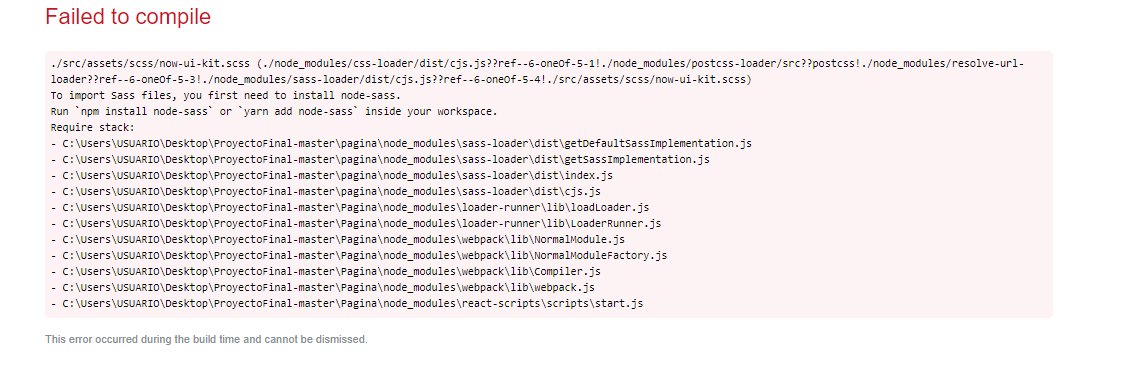 Failed to compile
./src/assets/scss/now-ui-kit.scss (./node_modules/css-loader/dist/cjs.js??ref--6-oneOf-5-1!./node_modules/postcss-loader/src??postcss!./node_modules/resolve-url-
loader??ref--6-oneOf-5-3!./node_modules/sass-loader/dist/cjs.js??ref--6-oneOf-5-4!./src/assets/scss/now-ui-kit.scss)
To import Sass files, you first need to install node-sass.
Run `npm install node-sass` or `yarn add node-sass` inside your workspace.
Require stack:
- C:\Users\USUARIO\Desktop\ProyectoFinal-master\pagina\node_modules\sass-loader\dist\getDefaultSassImplementation.js
- C:\Users\USUARIO\Desktop\ProyectoFinal-master\pagina\node_modules\sass-loader\dist\getSassImplementation.js
- C:\Users\USUARIO\Desktop\ProyectoFinal-master\pagina\node_modules\sass-loader\dist\index.js
- C:\Users\USUARIO\Desktop\ProyectoFinal-master\pagina\node_modules\sass-loader\dist\cjs.js
- C:\Users\USUARIO\Desktop\ProyectoFinal-master\Pagina\node_modules\loader-runner\lib\loadLoader.js
- C:\Users\USUARIO\Desktop\ProyectoFinal-master\Pagina\node_modules\loader-runner\lib\LoaderRunner.js
- C:\Users\USUARIO\Desktop\ProyectoFinal-master\Pagina\node_modules\webpack\lib\NormalModule.js
- C:\Users\USUARIO\Desktop\ProyectoFinal-master\Pagina\node_modules\webpack\lib\NormalModuleFactory.js
- C:\Users\USUARIO\Desktop\ProyectoFinal-master\Pagina\node_modules\webpack\lib\Compiler.js
- C:\Users\USUARIO\Desktop\ProyectoFinal-master\Pagina\node_modules\webpack\lib\webpack.js
- C:\Users\USUARIO\Desktop\ProyectoFinal-master\Pagina\node_modules\react-scripts\scripts\start.js
This error occurred during the build time and cannot be dismissed.